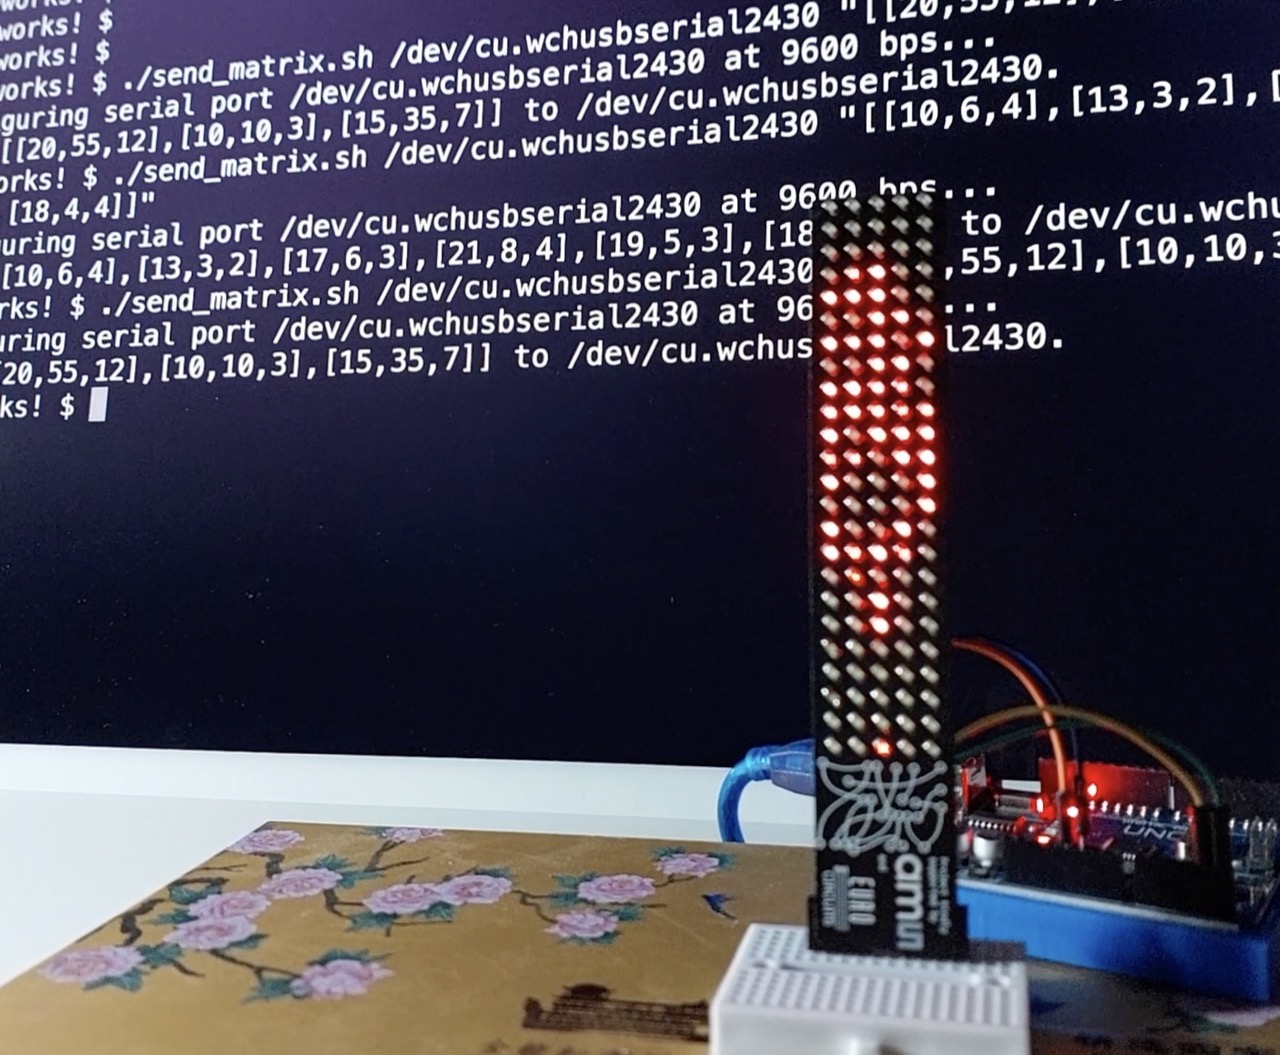 works! $
works! $
works! $ ./send_matrix.sh /dev/cu.wchusbserial2430 "[[20,55,12],
guring serial port /dev/cu.wchusbserial2430 at 9600 bps...
[[20,55,12],[10,10,3],[15,35,7]] to /dev/cu.wchusbserial2430.
orks! $ ./send_matrix.sh /dev/cu.wchusbserial2430 "[[10,6,4],[13,3,2],[
[18,4,4]]"
uring serial port /dev/cu.wchusbserial2430 at 9600 bps...
[10,6,4],[13,3,2],[17,6,3],[21,8,4],[19,5,3],[18 to /dev/cu.wchu
rks! $ ./send_matrix.sh /dev/cu.wchusbserial2430 ,55,12],[10,10,3
uring serial port /dev/cu.wchusbserial2430 at 96 ...
20,55,12],[10,10,3],[15,35,7]] to /dev/cu.wchus l2430.
ks! $
UNO
EURO